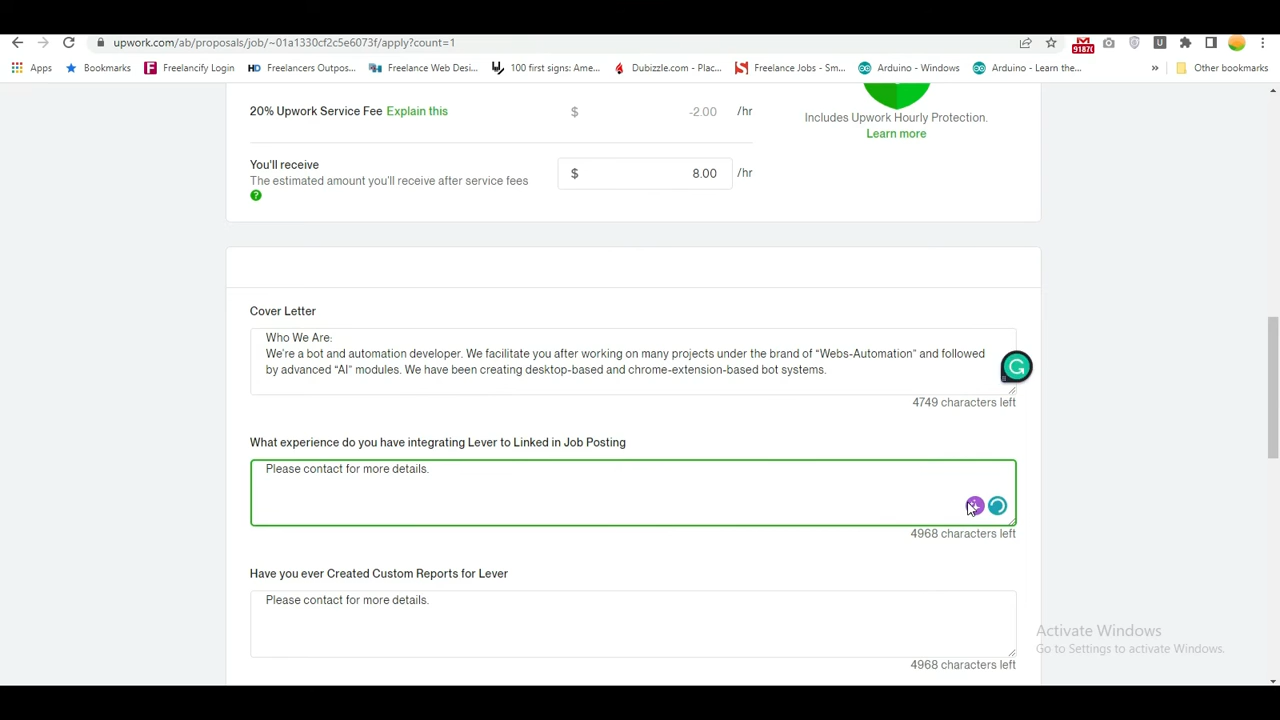 upwork.com/ab/proposals/job/~01a1330cf2c5e6073f/apply?count=1
91870
Apps
Bookmarks
Freelancify Login
HD Freelancers Outpos...
Freelance Web Desi...
100 first signs: Ame...
Dubizzle.com - Plac...
Freelance Jobs - Sm...
Arduino - Windows
Arduino - Learn the...
»
Other bookmarks
20% Upwork Service Fee Explain this
$ -2.00 /hr
Includes Upwork Hourly Protection.
Learn more
You'll receive
The estimated amount you'll receive after service fees
?
$ 8.00 /hr
Cover Letter
Who We Are:
We're a bot and automation developer. We facilitate you after working on many projects under the brand of “Webs-Automation” and followed
by advanced “AI” modules. We have been creating desktop-based and chrome-extension-based bot systems.
4749 characters left
What experience do you have integrating Lever to Linked in Job Posting
Please contact for more details.
4968 characters left
Have you ever Created Custom Reports for Lever
Please contact for more details.
Activate Windows
Go to Settings to activate Windows.
4968 characters left